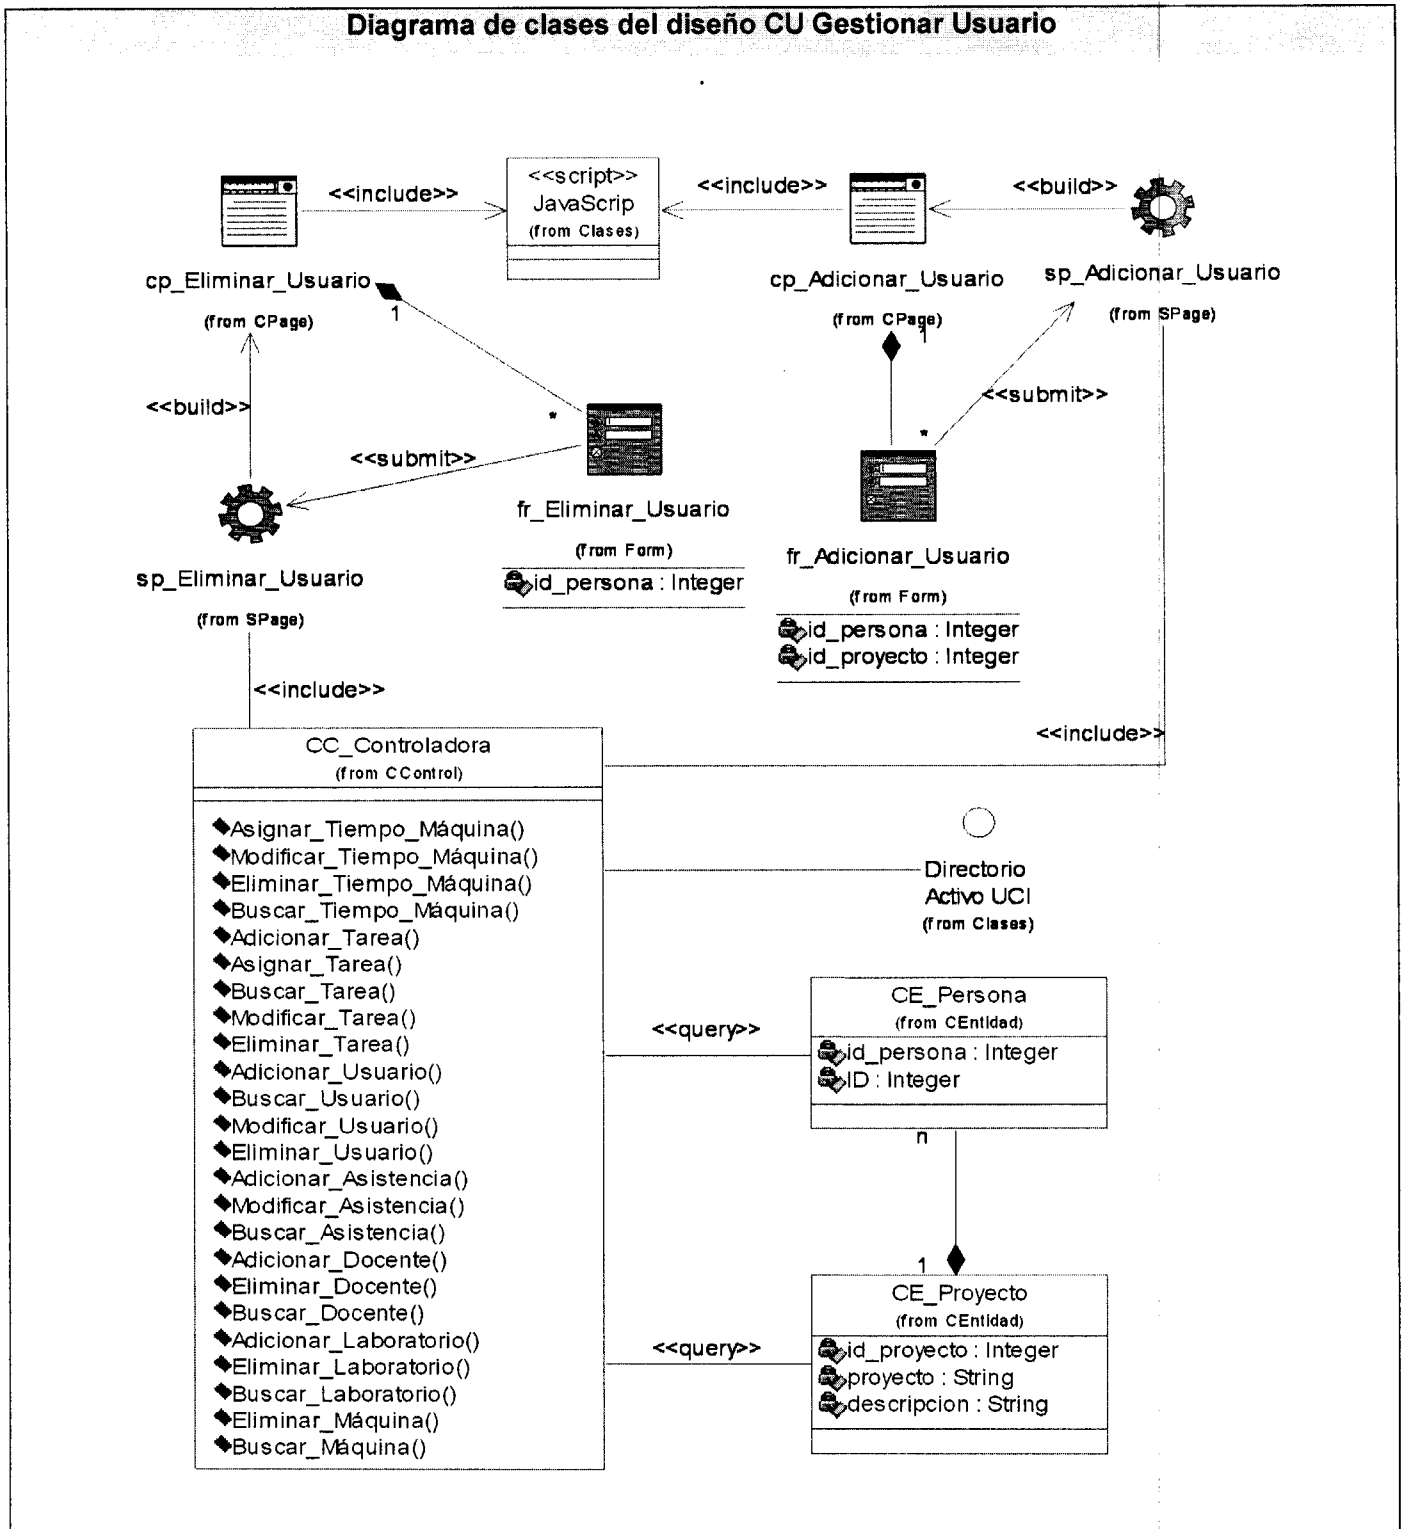 Diagrama de clases del diseño CU Gestionar Usuario
<<include>>
<<script>>
JavaScrip
(from Clases)
<<include>>
<<build>>
cp_Eliminar_Usuario
(from CPage)
1
cp_Adicionar_Usuario
(from CPage)
1
sp_Adicionar_Usuario
(from SPage)
<<build>>
<<submit>>
*
<<submit>>
*
fr_Eliminar_Usuario
(from Form)
id_persona : Integer
fr_Adicionar_Usuario
(from Form)
id_persona : Integer
id_proyecto : Integer
sp_Eliminar_Usuario
(from SPage)
<<include>>
<<include>>
CC_Controladora
(from CControl)
Asignar_Tiempo_Máquina()
Modificar_Tiempo_Máquina()
Eliminar_Tiempo_Máquina()
Buscar_Tiempo_Máquina()
Adicionar_Tarea()
Asignar_Tarea()
Buscar_Tarea()
Modificar_Tarea()
Eliminar_Tarea()
Adicionar_Usuario()
Buscar_Usuario()
Modificar_Usuario()
Eliminar_Usuario()
Adicionar_Asistencia()
Modificar_Asistencia()
Buscar_Asistencia()
Adicionar_Docente()
Eliminar_Docente()
Buscar_Docente()
Adicionar_Laboratorio()
Eliminar_Laboratorio()
Buscar_Laboratorio()
Eliminar_Máquina()
Buscar_Máquina()
Directorio
Activo UCI
(from Clases)
<<query>>
CE_Persona
(from CEntidad)
id_persona : Integer
ID : Integer
n
1
<<query>>
CE_Proyecto
(from CEntidad)
id_proyecto : Integer
proyecto : String
descripcion : String